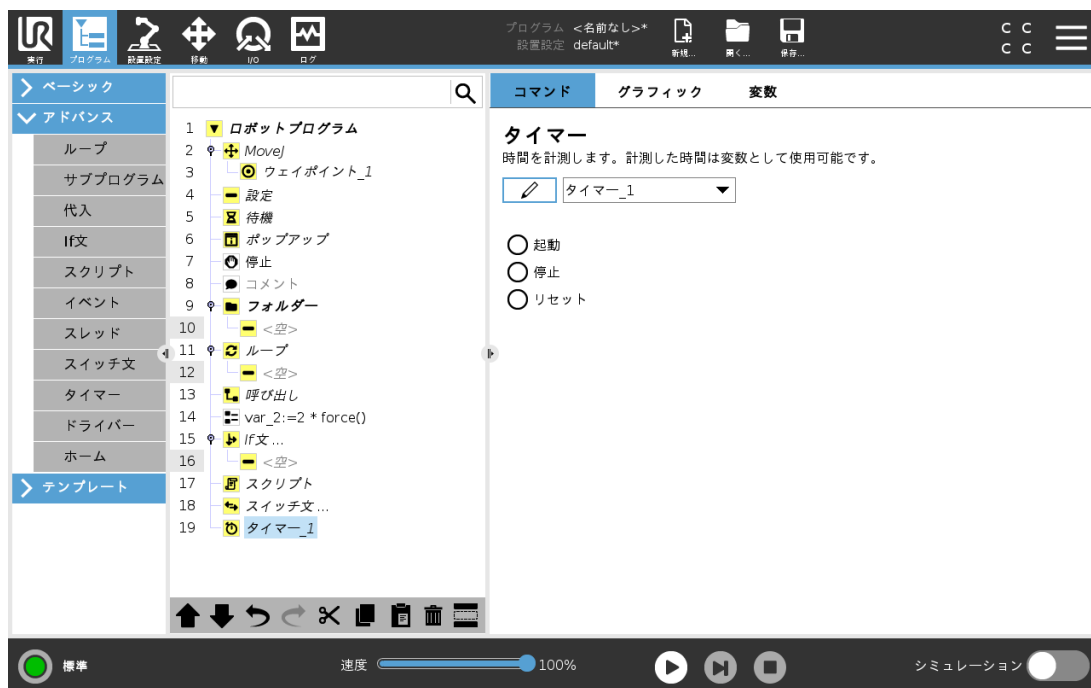 UR
プログラム <名前なし>*
設置設定 default*
C C
C C
実行 プログラム 設置設定 移動 I/O ログ 新規... 開く... 保存...
ベーシック
アドバンス
ループ
サブプログラム
代入
If文
スクリプト
イベント
スレッド
スイッチ文
タイマー
ドライバー
ホーム
テンプレート
1 ロボットプログラム
2 MoveJ
3 ウェイポイント_1
4 設定
5 待機
6 ポップアップ
7 停止
8 コメント
9 フォルダー
10 <空>
11 ループ
12 <空>
13 呼び出し
14 var_2:=2 * force()
15 If文 ...
16 <空>
17 スクリプト
18 スイッチ文 ...
19 タイマー_1
コマンド グラフィック 変数
タイマー
時間を計測します。計測した時間は変数として使用可能です。
タイマー_1
起動
停止
リセット
標準 速度 100% シミュレーション